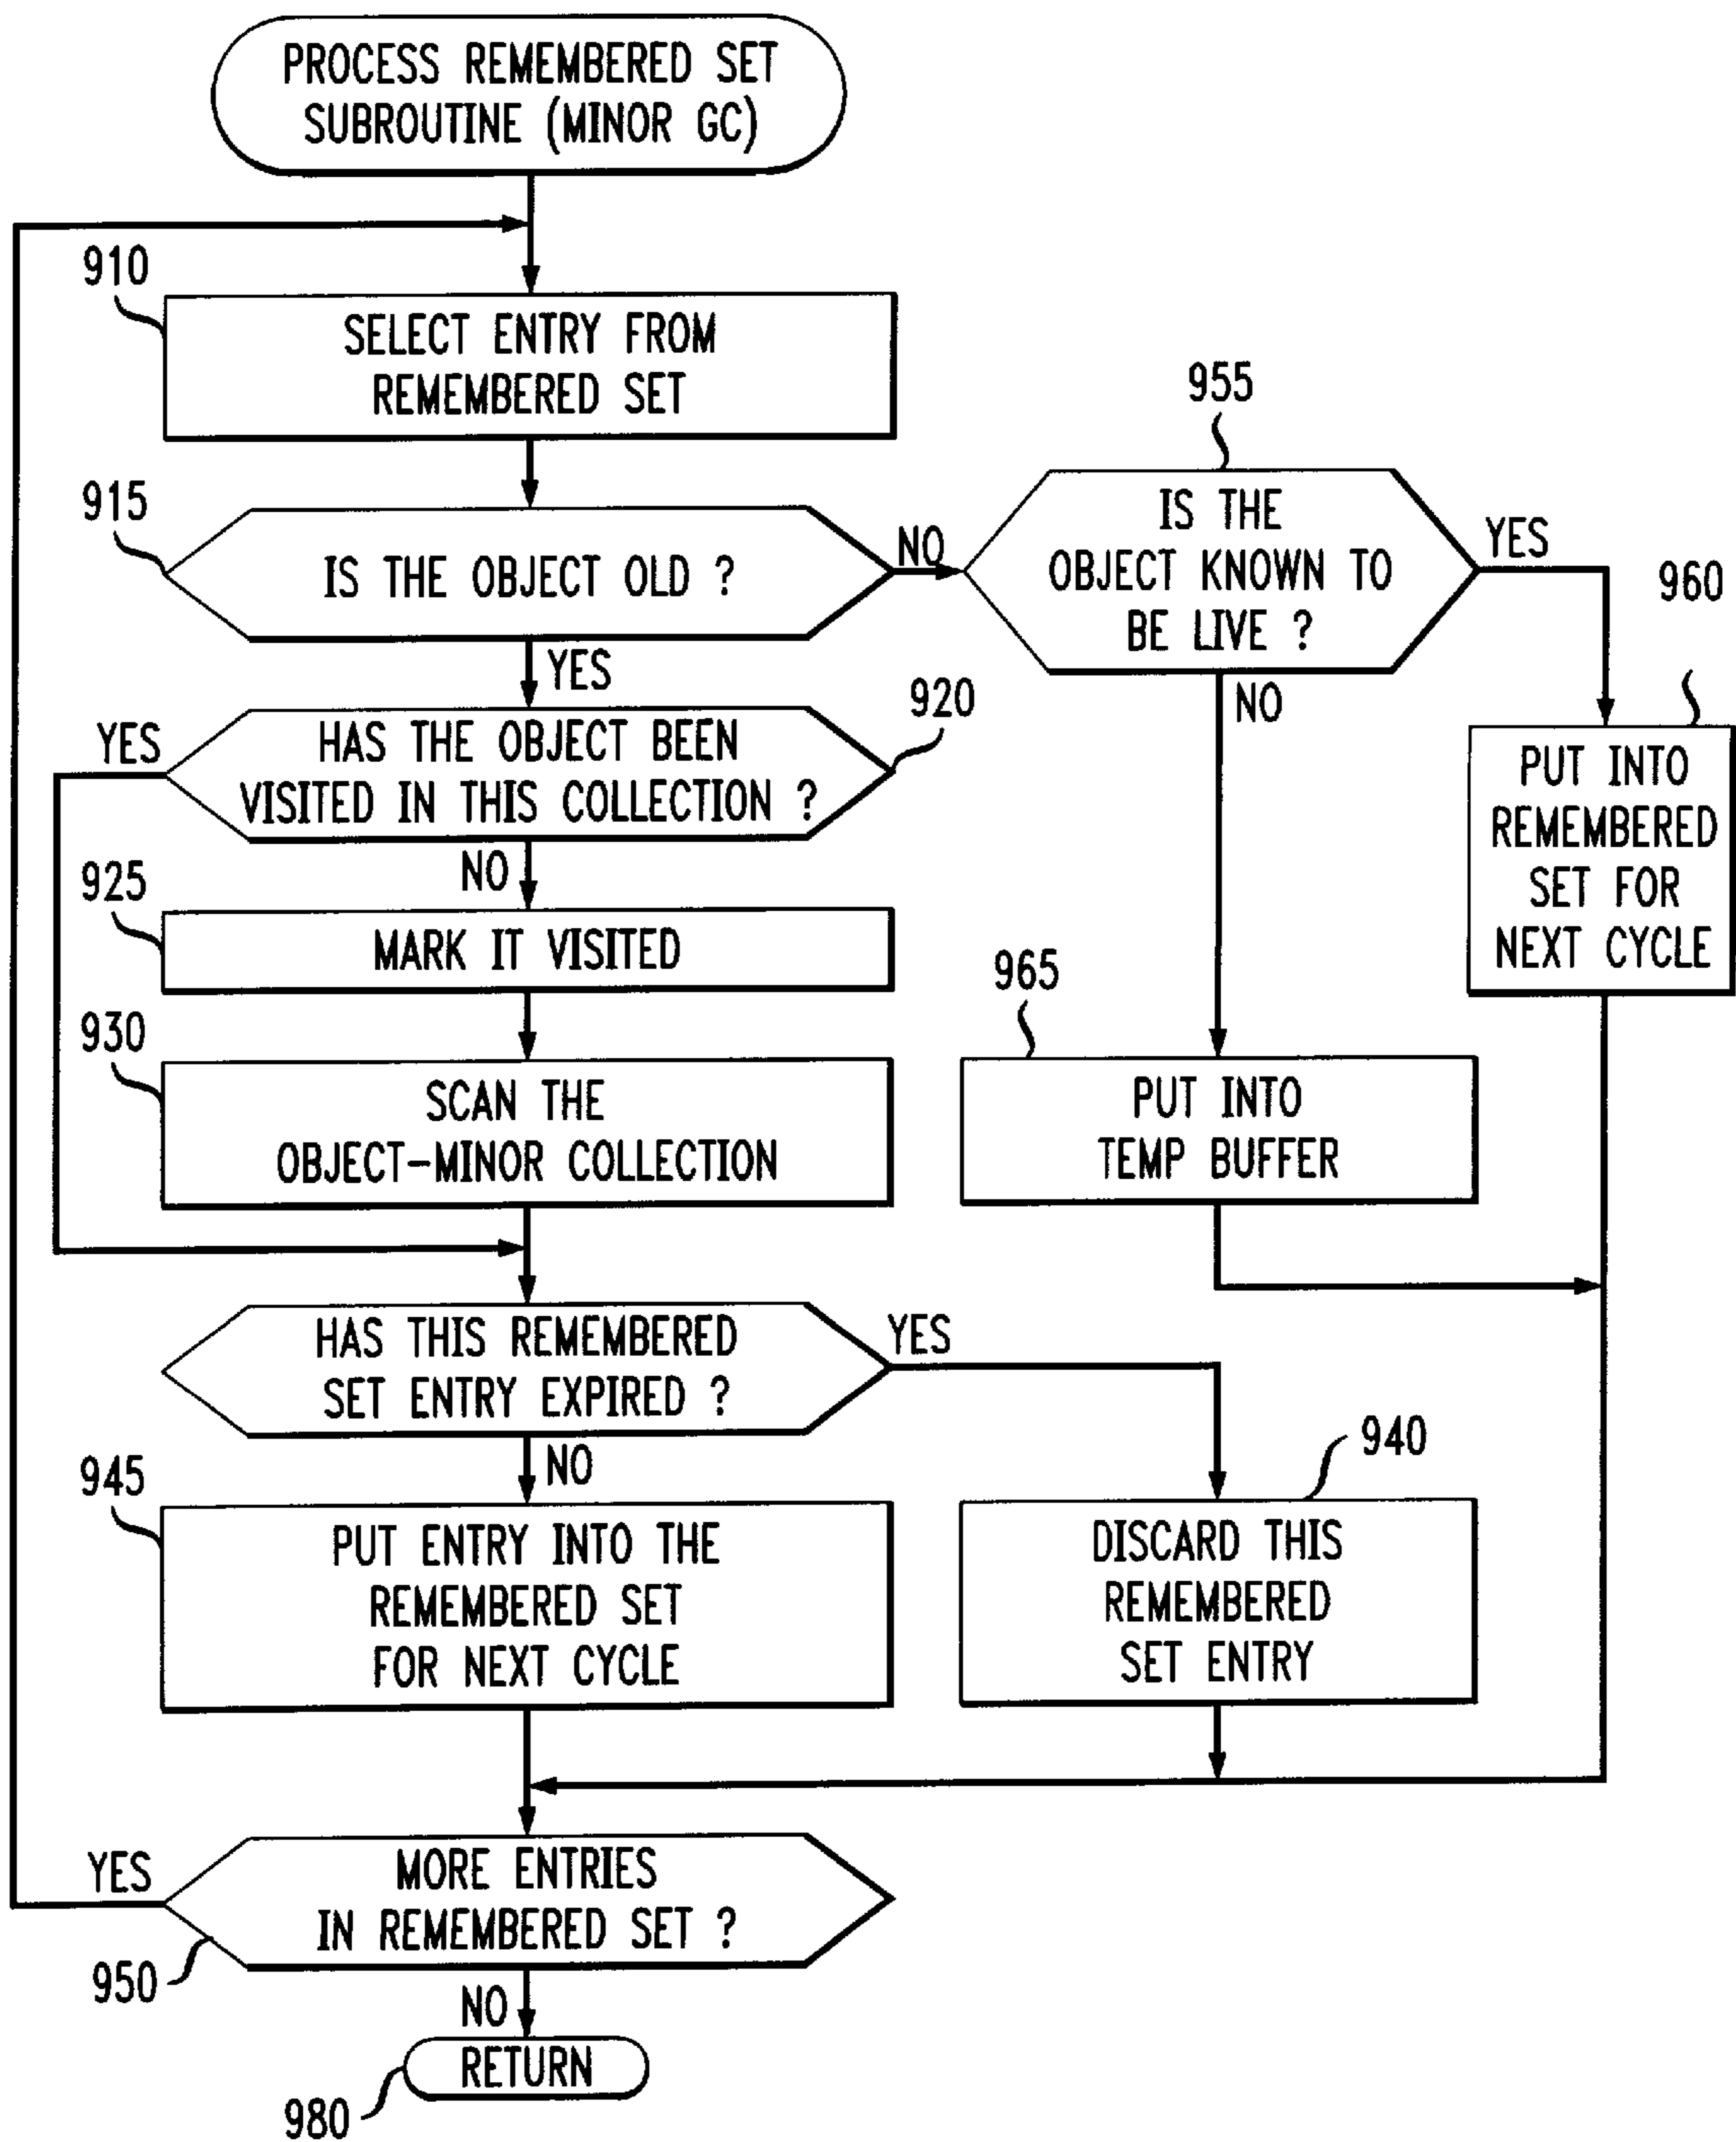 PROCESS REMEMBERED SET
SUBROUTINE (MINOR GC)
910
SELECT ENTRY FROM
REMEMBERED SET
915
IS THE OBJECT OLD ?
NO
955
IS THE
OBJECT KNOWN TO
BE LIVE ?
YES
960
PUT INTO
REMEMBERED
SET FOR
NEXT CYCLE
NO
965
PUT INTO
TEMP BUFFER
YES
920
HAS THE OBJECT BEEN
VISITED IN THIS COLLECTION ?
YES
NO
925
MARK IT VISITED
930
SCAN THE
OBJECT-MINOR COLLECTION
HAS THIS REMEMBERED
SET ENTRY EXPIRED ?
YES
940
DISCARD THIS
REMEMBERED
SET ENTRY
NO
945
PUT ENTRY INTO THE
REMEMBERED SET
FOR NEXT CYCLE
YES
MORE ENTRIES
IN REMEMBERED SET ?
950
NO
RETURN
980